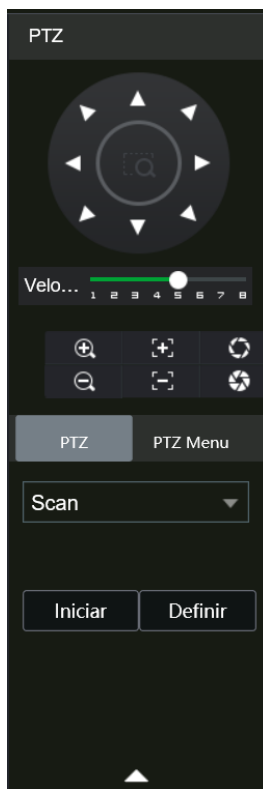 PTZ
Velo...
1 2 3 4 5 6 7 8
PTZ PTZ Menu
Scan
Iniciar Definir